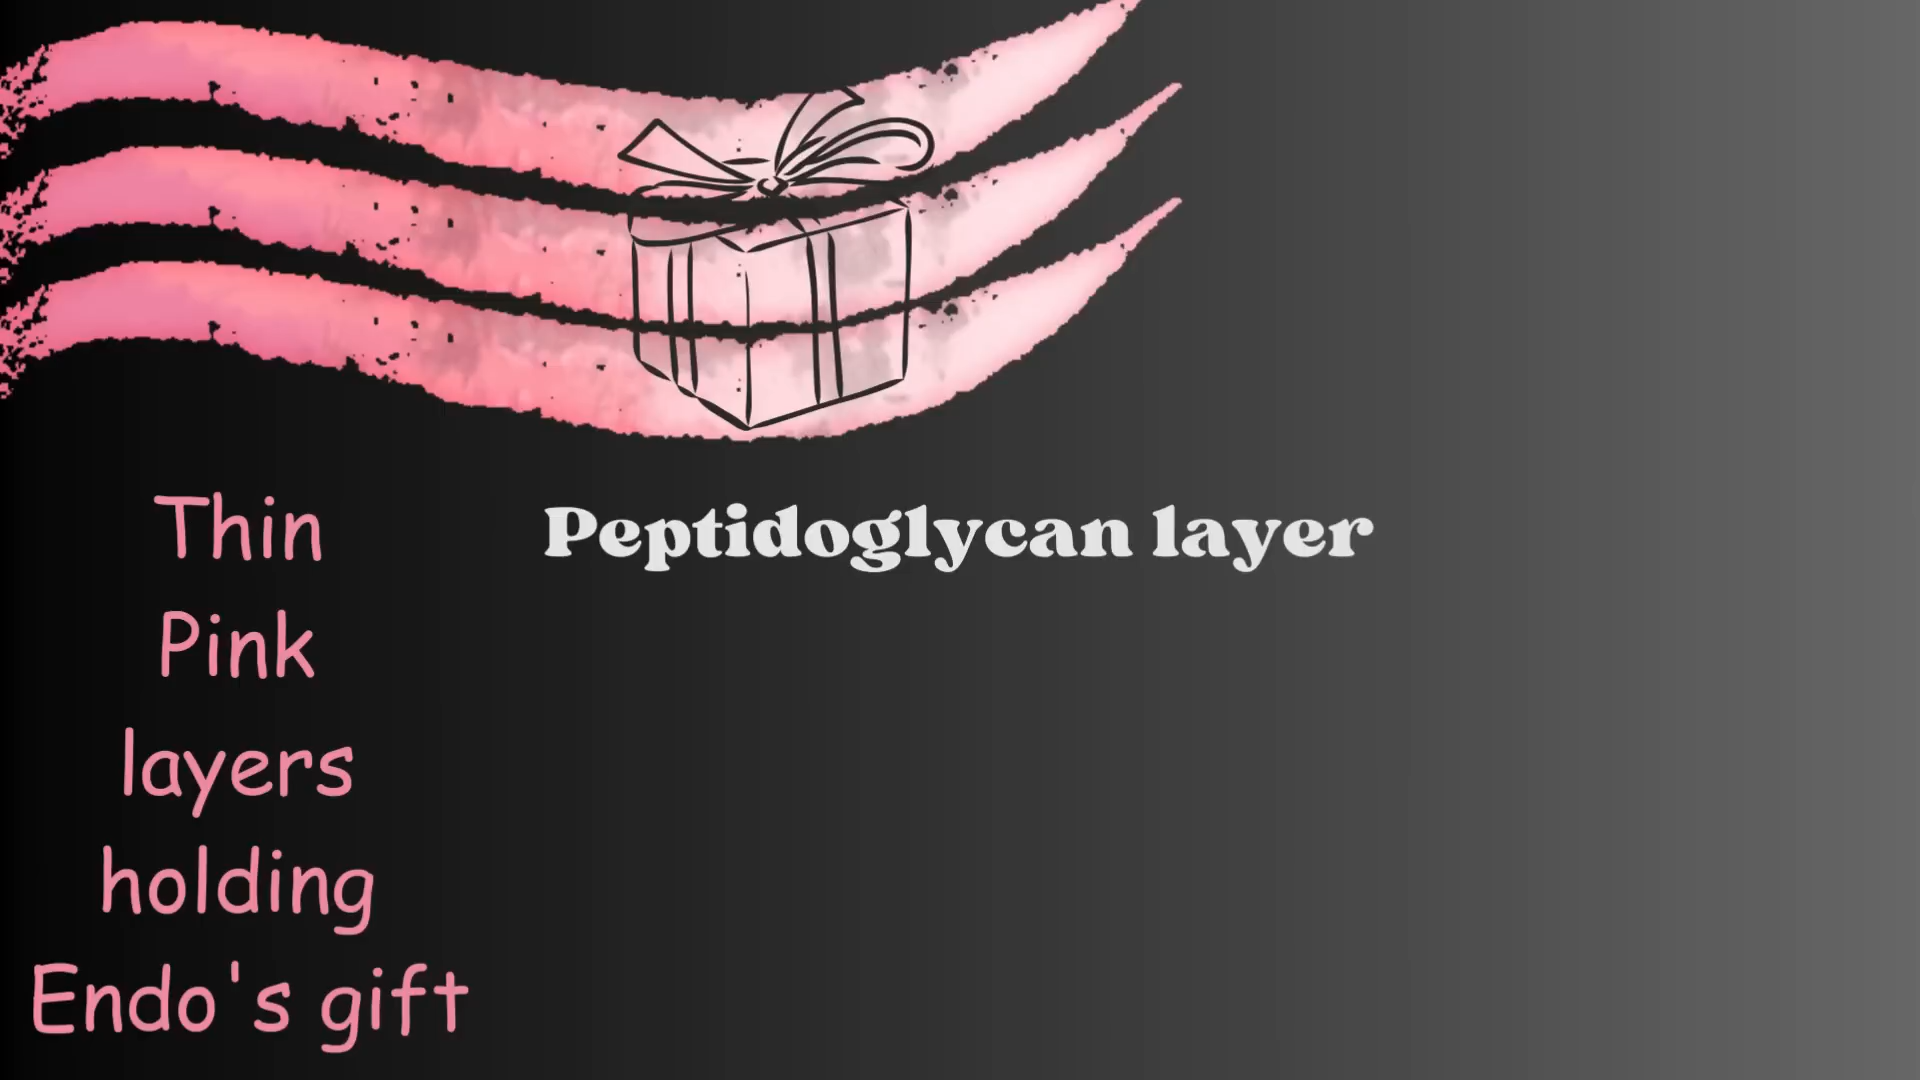 Thin
Pink
layers
holding
Endo's gift
Peptidoglycan layer